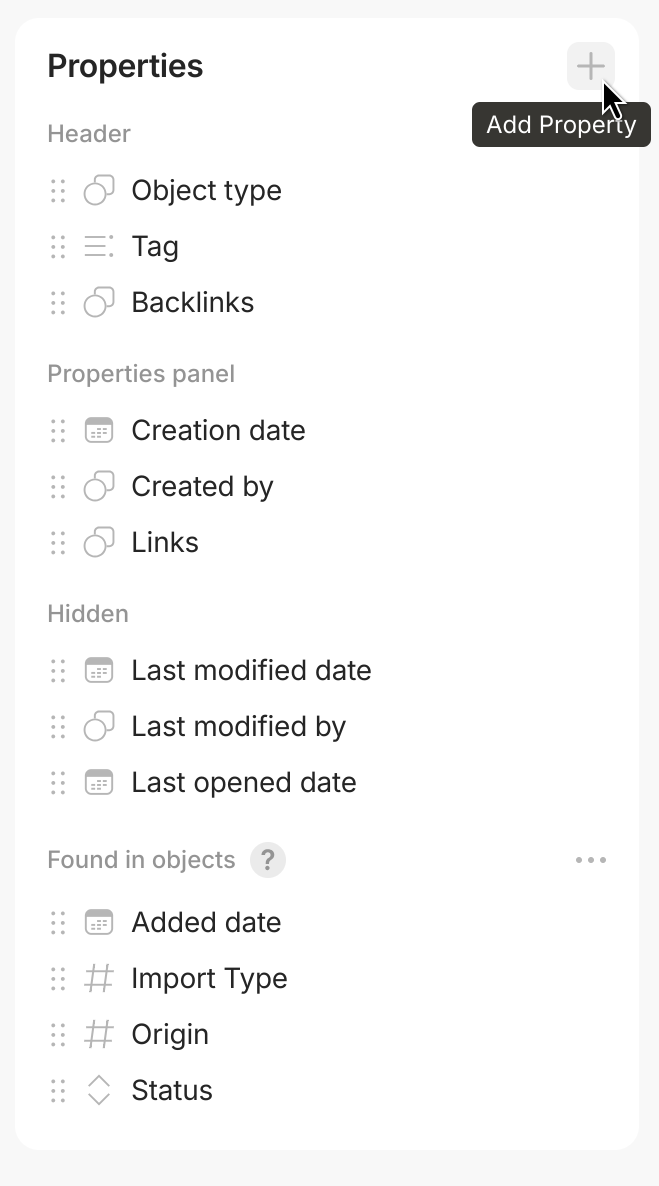 Properties
Add Property
Header
Object type
Tag
Backlinks
Properties panel
Creation date
Created by
Links
Hidden
Last modified date
Last modified by
Last opened date
Found in objects ?
Added date
Import Type
Origin
Status